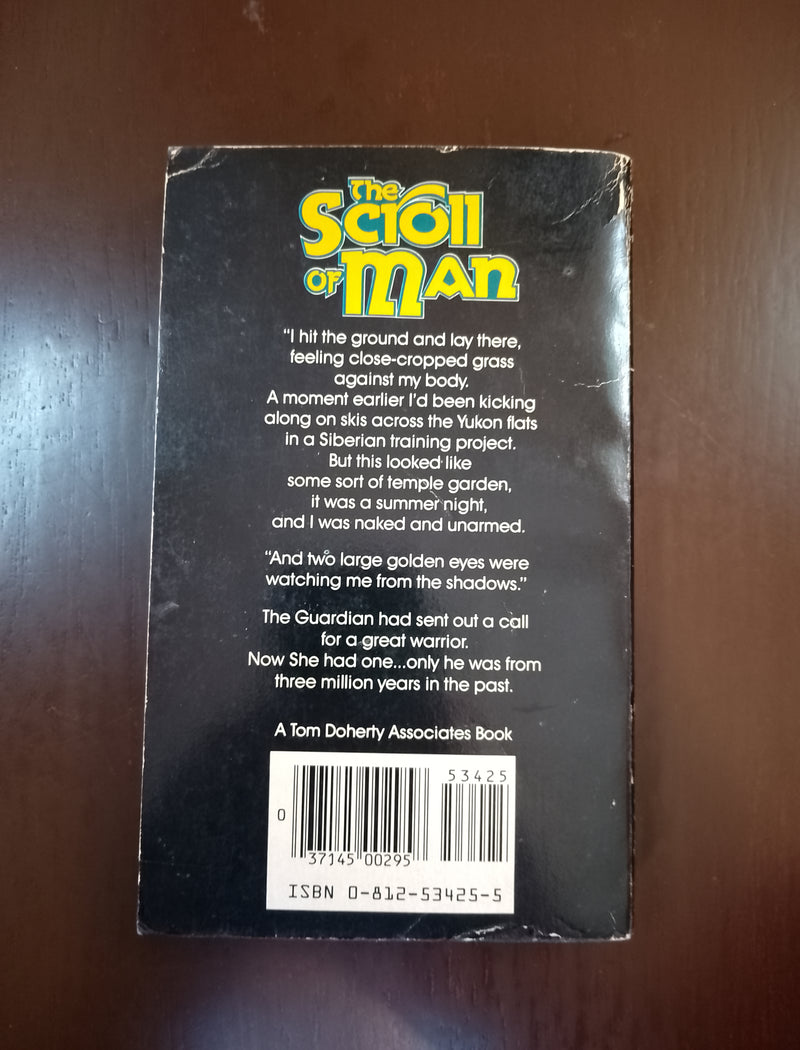 The
Scroll
OF Man
“I hit the ground and lay there,
feeling close-cropped grass
against my body.
A moment earlier I'd been kicking
along on skis across the Yukon flats
in a Siberian training project.
But this looked like
some sort of temple garden,
it was a summer night,
and I was naked and unarmed.
“And two large golden eyes were
watching me from the shadows.”
The Guardian had sent out a call
for a great warrior.
Now She had one...only he was from
three million years in the past.
A Tom Doherty Associates Book
53425
0
37145 00295
ISBN 0-812-53425-5